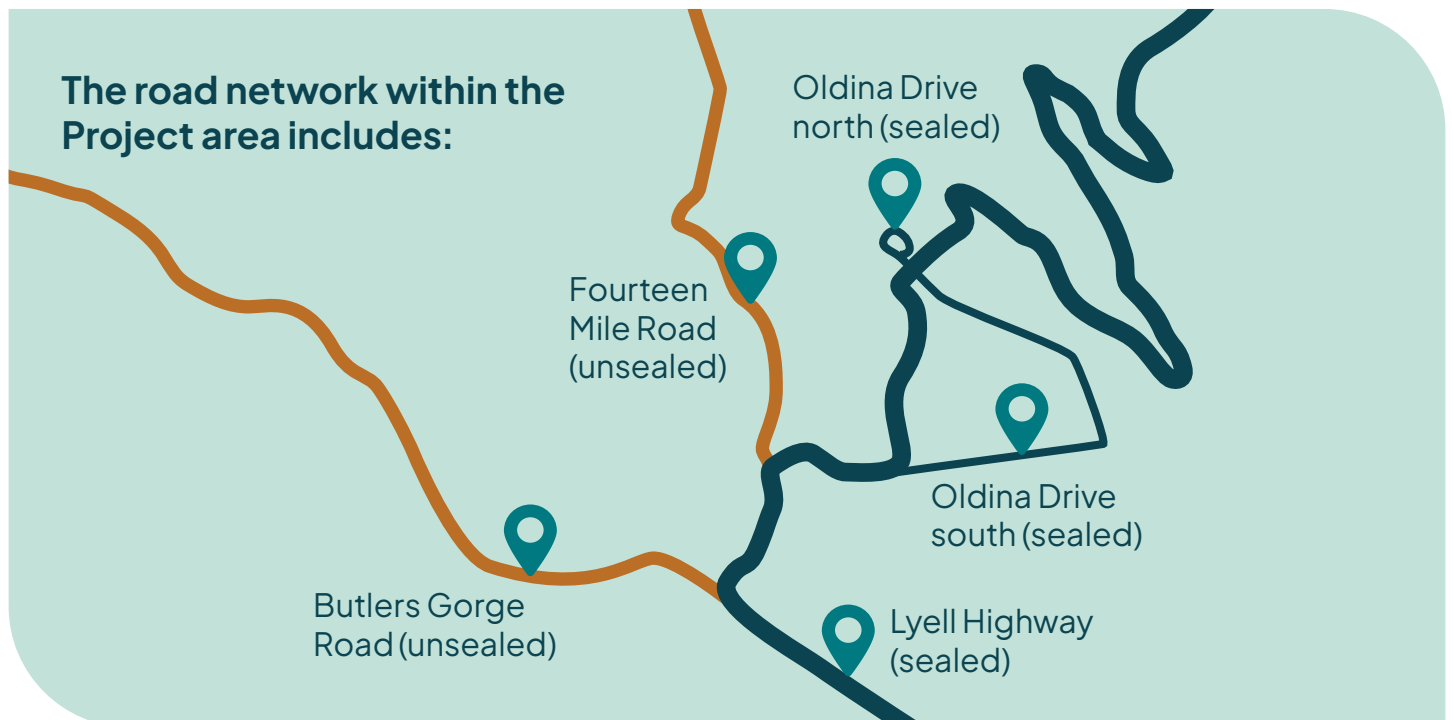 The road network within the
Project area includes:
Oldina Drive
north (sealed)
Fourteen
Mile Road
(unsealed)
Oldina Drive
south (sealed)
Butlers Gorge
Road (unsealed)
Lyell Highway
(sealed)